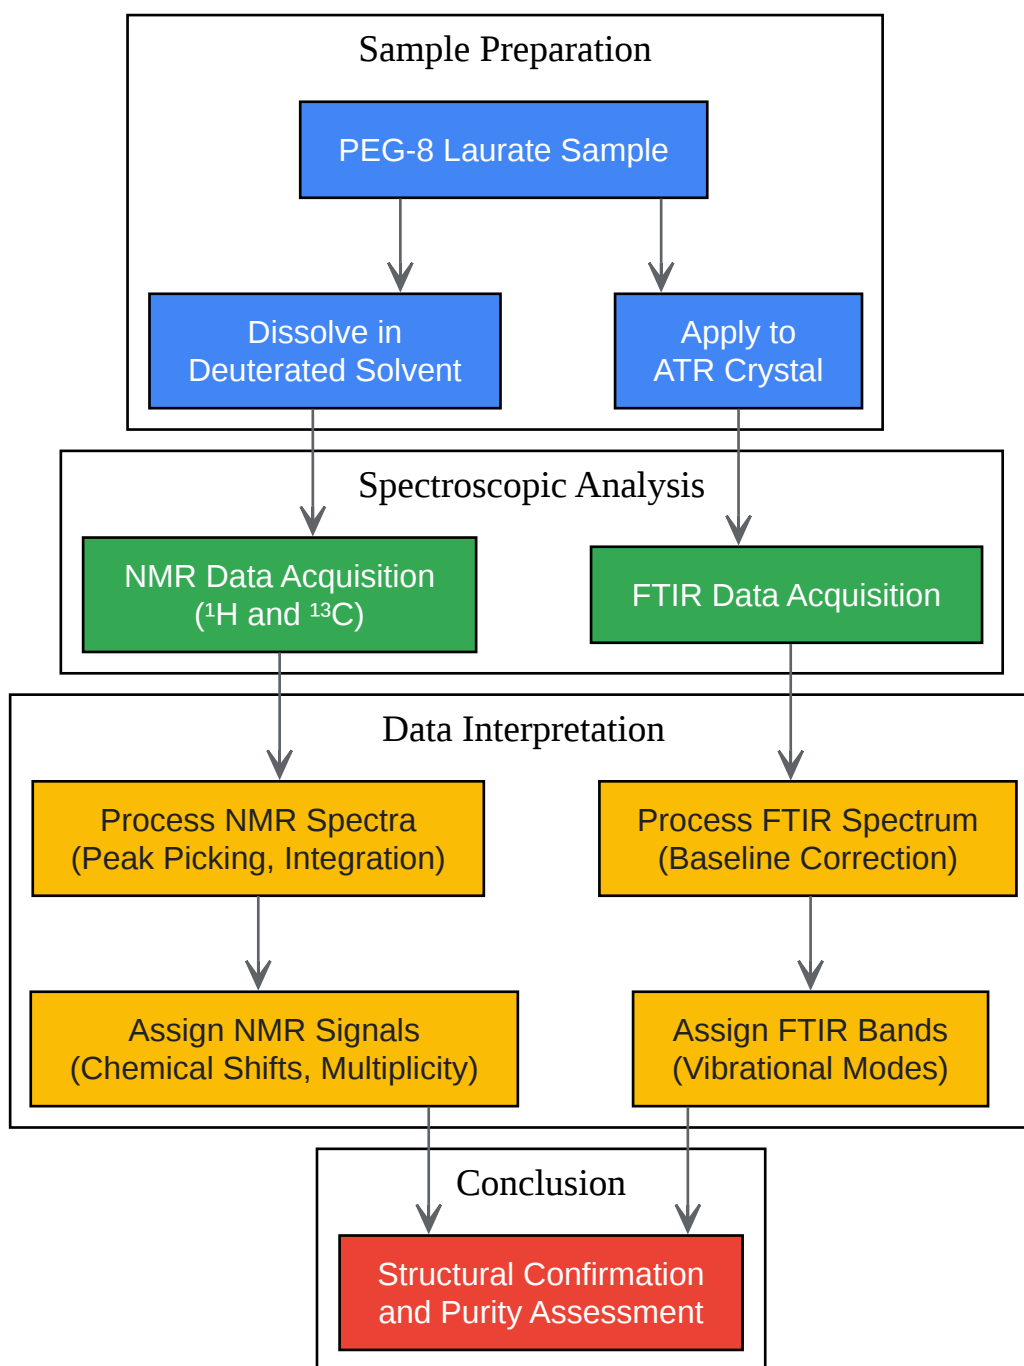 Sample Preparation
PEG-8 Laurate Sample
Dissolve in
Deuterated Solvent
Apply to
ATR Crystal
Spectroscopic Analysis
NMR Data Acquisition
(¹H and ¹³C)
FTIR Data Acquisition
Data Interpretation
Process NMR Spectra
(Peak Picking, Integration)
Process FTIR Spectrum
(Baseline Correction)
Assign NMR Signals
(Chemical Shifts, Multiplicity)
Assign FTIR Bands
(Vibrational Modes)
Conclusion
Structural Confirmation
and Purity Assessment